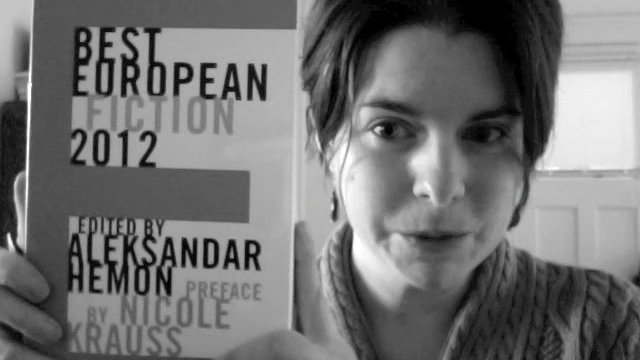 BEST
EUROPEAN
FICTION
2012
EDITED BY
ALEKSANDAR
HEMON PREFACE
BY NICOLE
KRAUSS